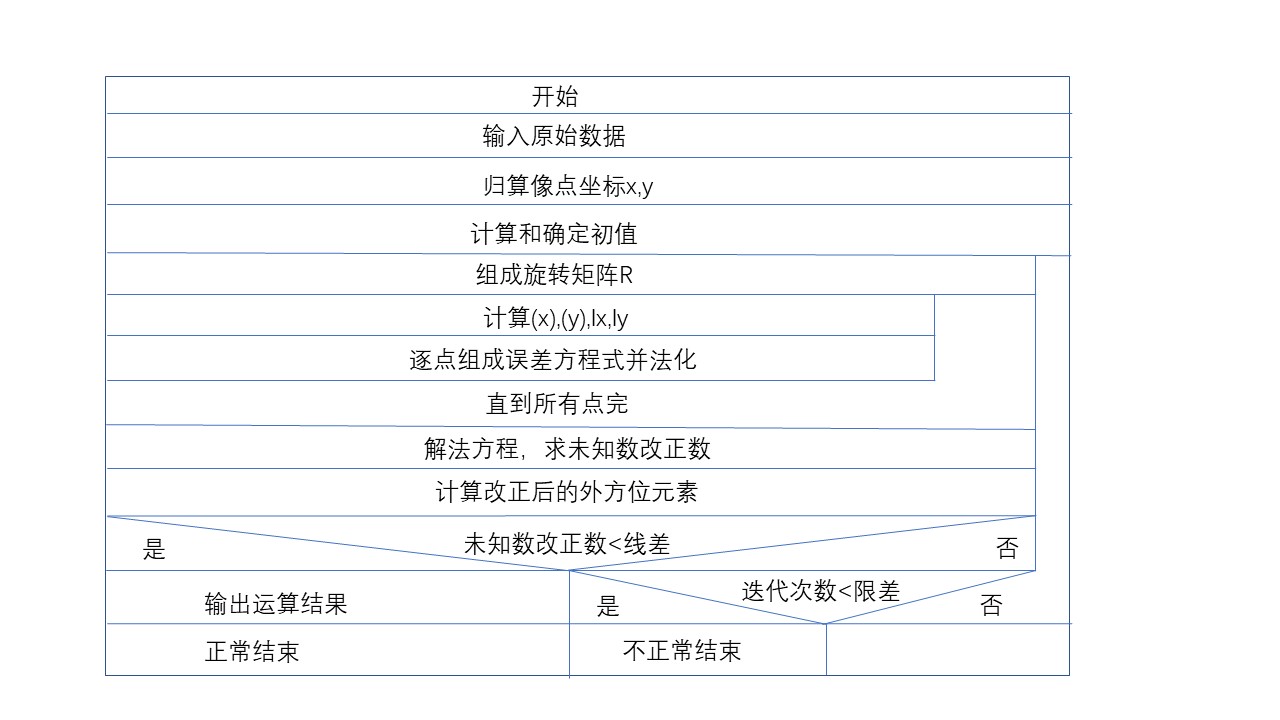 开始
输入原始数据
归算像点坐标x,y
计算和确定初值
组成旋转矩阵R
计算(x),(y),lx,ly
逐点组成误差方程式并法化
直到所有点完
解法方程，求未知数改正数
计算改正后的外方位元素
是
未知数改正数<线差
否
输出运算结果
是
迭代次数<限差
否
正常结束
不正常结束